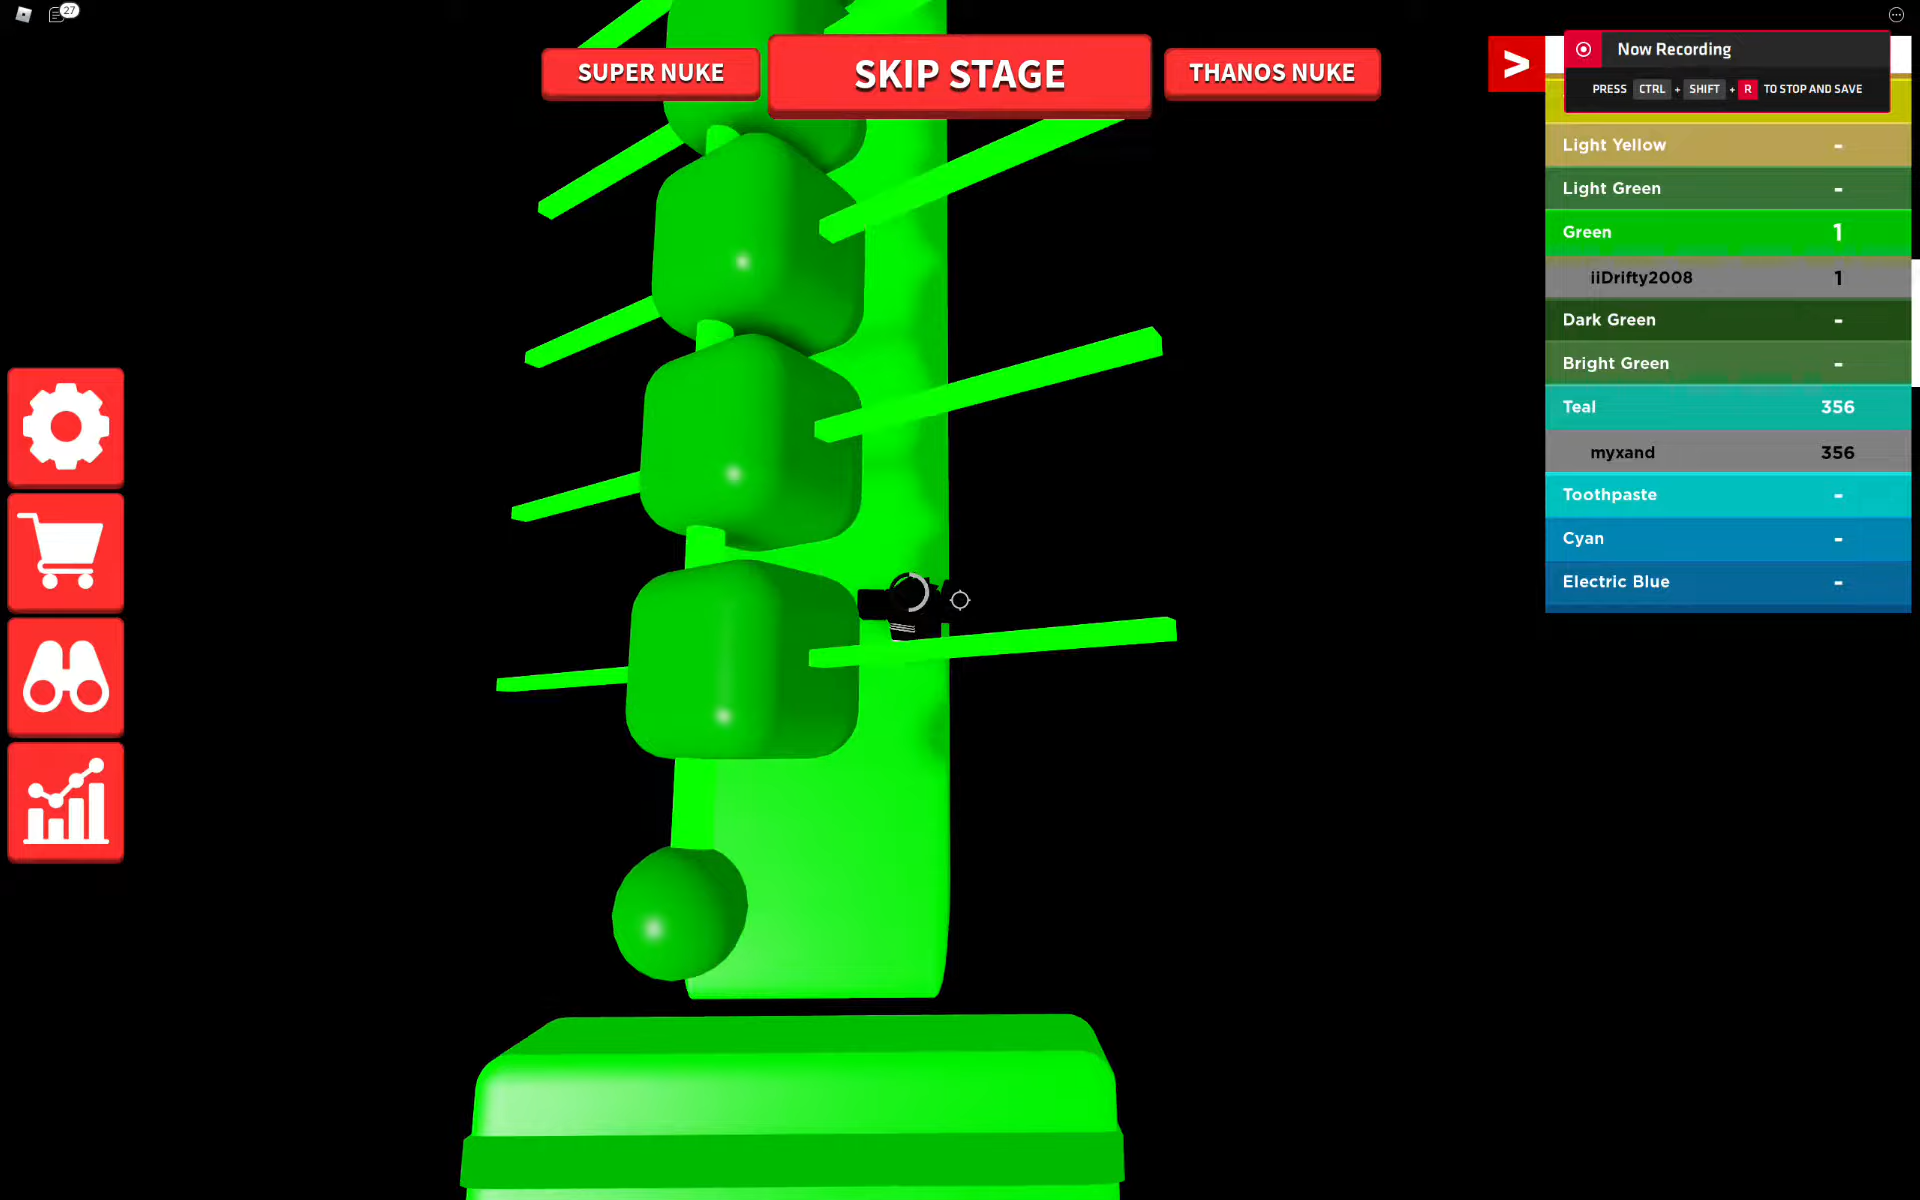 27
SUPER NUKE
SKIP STAGE
THANOS NUKE
>
Now Recording
PRESS CTRL + SHIFT + R TO STOP AND SAVE
Light Yellow -
Light Green -
Green 1
iiDrifty2008 1
Dark Green -
Bright Green -
Teal 356
myxand 356
Toothpaste -
Cyan -
Electric Blue -